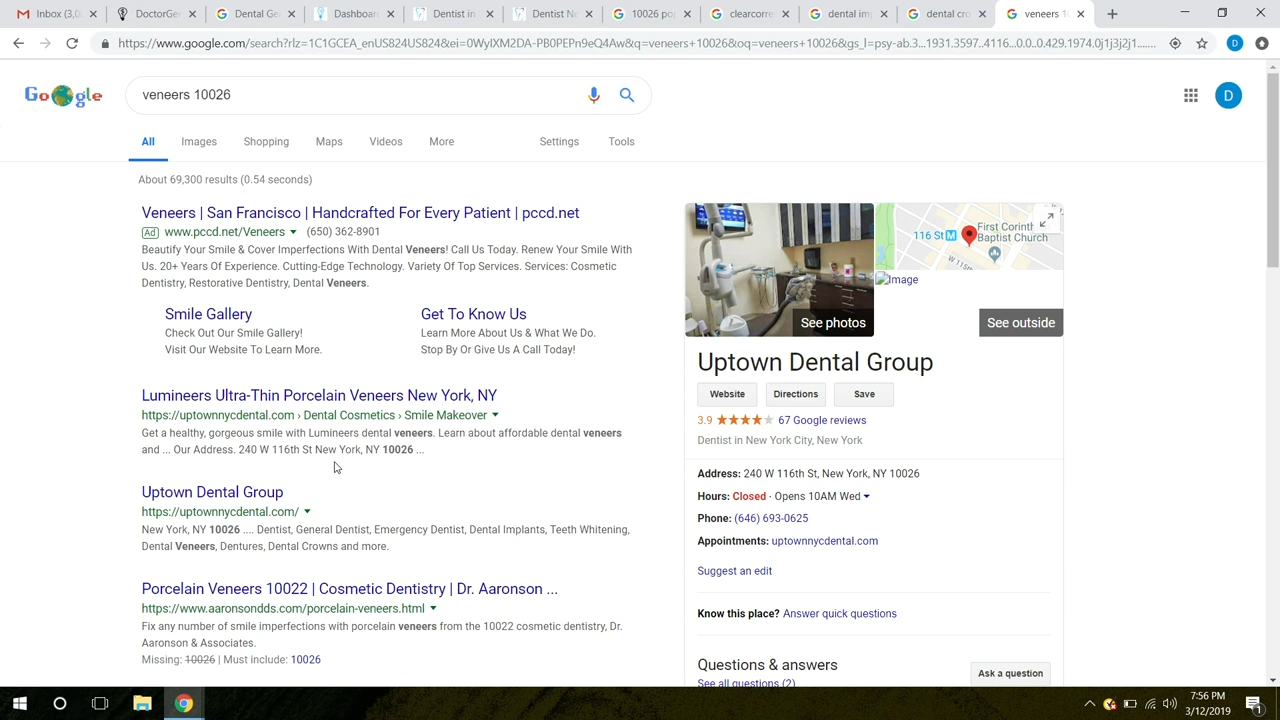 Inbox (3,0
DoctorGe
Dental Ge
Dashboar
Dentist in
Dentist Ne
10026 po
clearcorre
dental im
dental cro
veneers 10
https://www.google.com/search?rlz=1C1GCEA_enUS824US824&ei=0WyIXM2DA-PB0PEPn9eQ4Aw&q=veneers+10026&oq=veneers+10026&gs_l=psy-ab.3...1931.3597..4116...0.0..0.429.1974.0j1j3j2j1......
D
Google
veneers 10026
D
All Images Shopping Maps Videos More Settings Tools
About 69,300 results (0.54 seconds)
Veneers | San Francisco | Handcrafted For Every Patient | pccd.net
Ad www.pccd.net/Veneers (650) 362-8901
Beautify Your Smile & Cover Imperfections With Dental Veneers! Call Us Today. Renew Your Smile With
Us. 20+ Years Of Experience. Cutting-Edge Technology. Variety Of Top Services. Services: Cosmetic
Dentistry, Restorative Dentistry, Dental Veneers.
Smile Gallery
Check Out Our Smile Gallery!
Visit Our Website To Learn More.
Get To Know Us
Learn More About Us & What We Do.
Stop By Or Give Us A Call Today!
Lumineers Ultra-Thin Porcelain Veneers New York, NY
https://uptownnycdental.com › Dental Cosmetics › Smile Makeover
Get a healthy, gorgeous smile with Lumineers dental veneers. Learn about affordable dental veneers
and ... Our Address. 240 W 116th St New York, NY 10026 ...
Uptown Dental Group
https://uptownnycdental.com/
New York, NY 10026 .... Dentist, General Dentist, Emergency Dentist, Dental Implants, Teeth Whitening,
Dental Veneers, Dentures, Dental Crowns and more.
Porcelain Veneers 10022 | Cosmetic Dentistry | Dr. Aaronson ...
https://www.aaronsondds.com/porcelain-veneers.html
Fix any number of smile imperfections with porcelain veneers from the 10022 cosmetic dentistry, Dr.
Aaronson & Associates.
Missing: 10026 | Must include: 10026
See photos
116 St M
First Corinth
Baptist Church
W 115t
Image
See outside
Uptown Dental Group
Website Directions Save
3.9 67 Google reviews
Dentist in New York City, New York
Address: 240 W 116th St, New York, NY 10026
Hours: Closed · Opens 10AM Wed
Phone: (646) 693-0625
Appointments: uptownnycdental.com
Suggest an edit
Know this place? Answer quick questions
Questions & answers
See all questions (2)
Ask a question
7:56 PM
3/12/2019
1